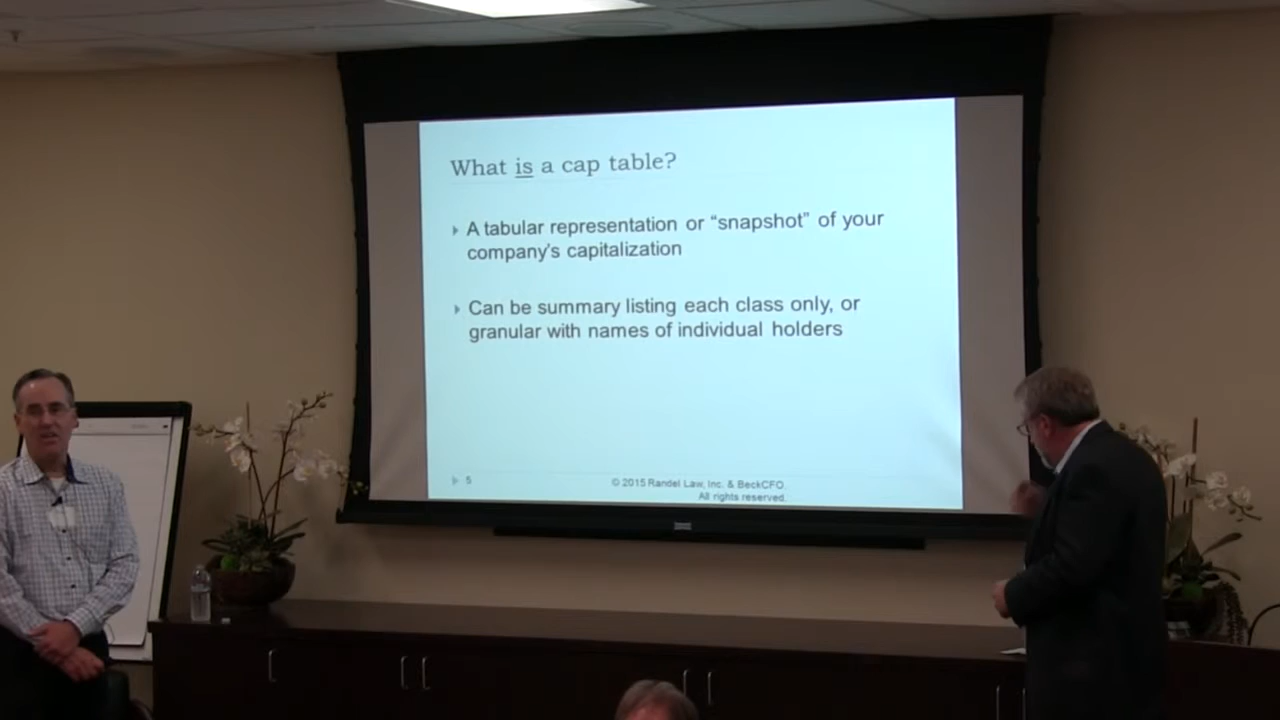 What is a cap table?
A tabular representation or “snapshot” of your
company's capitalization
Can be summary listing each class only, or
granular with names of individual holders
5
© 2015 Randel Law, Inc. & BeckCFO.
All rights reserved.